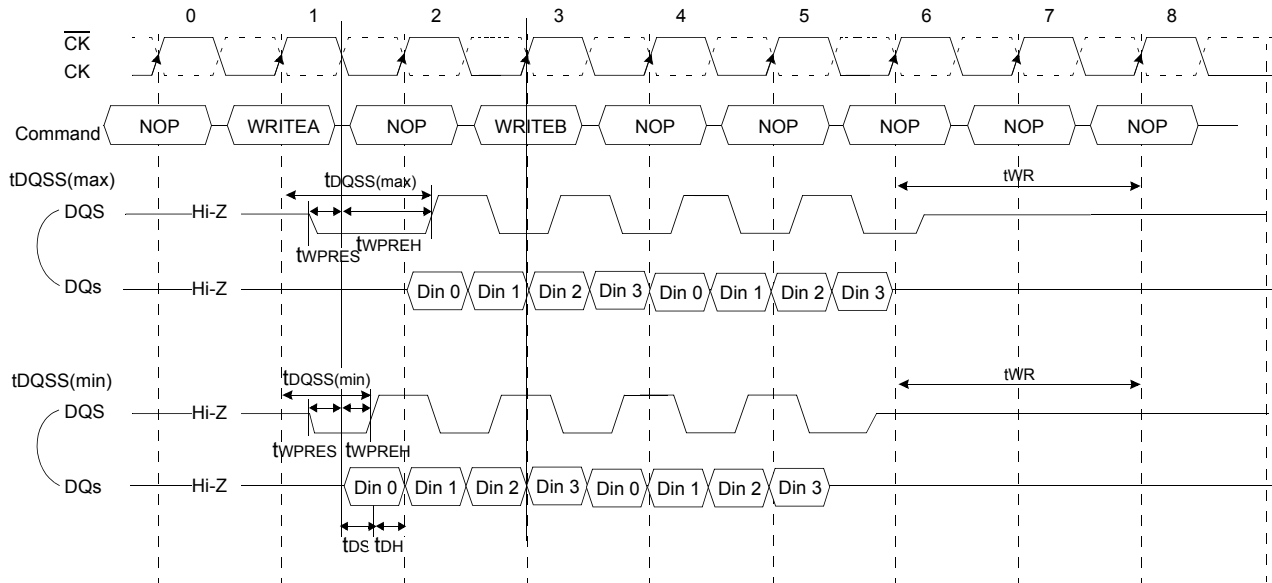 0 1 2 3 4 5 6 7 8
CK
CK
Command NOP WRITEA NOP WRITEB NOP NOP NOP NOP NOP
tDQSS(max)
tDQSS(max) tWR
DQS Hi-Z
tWPRES tWPREH
DQs Hi-Z Din 0 Din 1 Din 2 Din 3 Din 0 Din 1 Din 2 Din 3
tDQSS(min)
tDQSS(min) tWR
DQS Hi-Z
tWPRES tWPREH
DQs Hi-Z Din 0 Din 1 Din 2 Din 3 Din 0 Din 1 Din 2 Din 3
tDS tDH